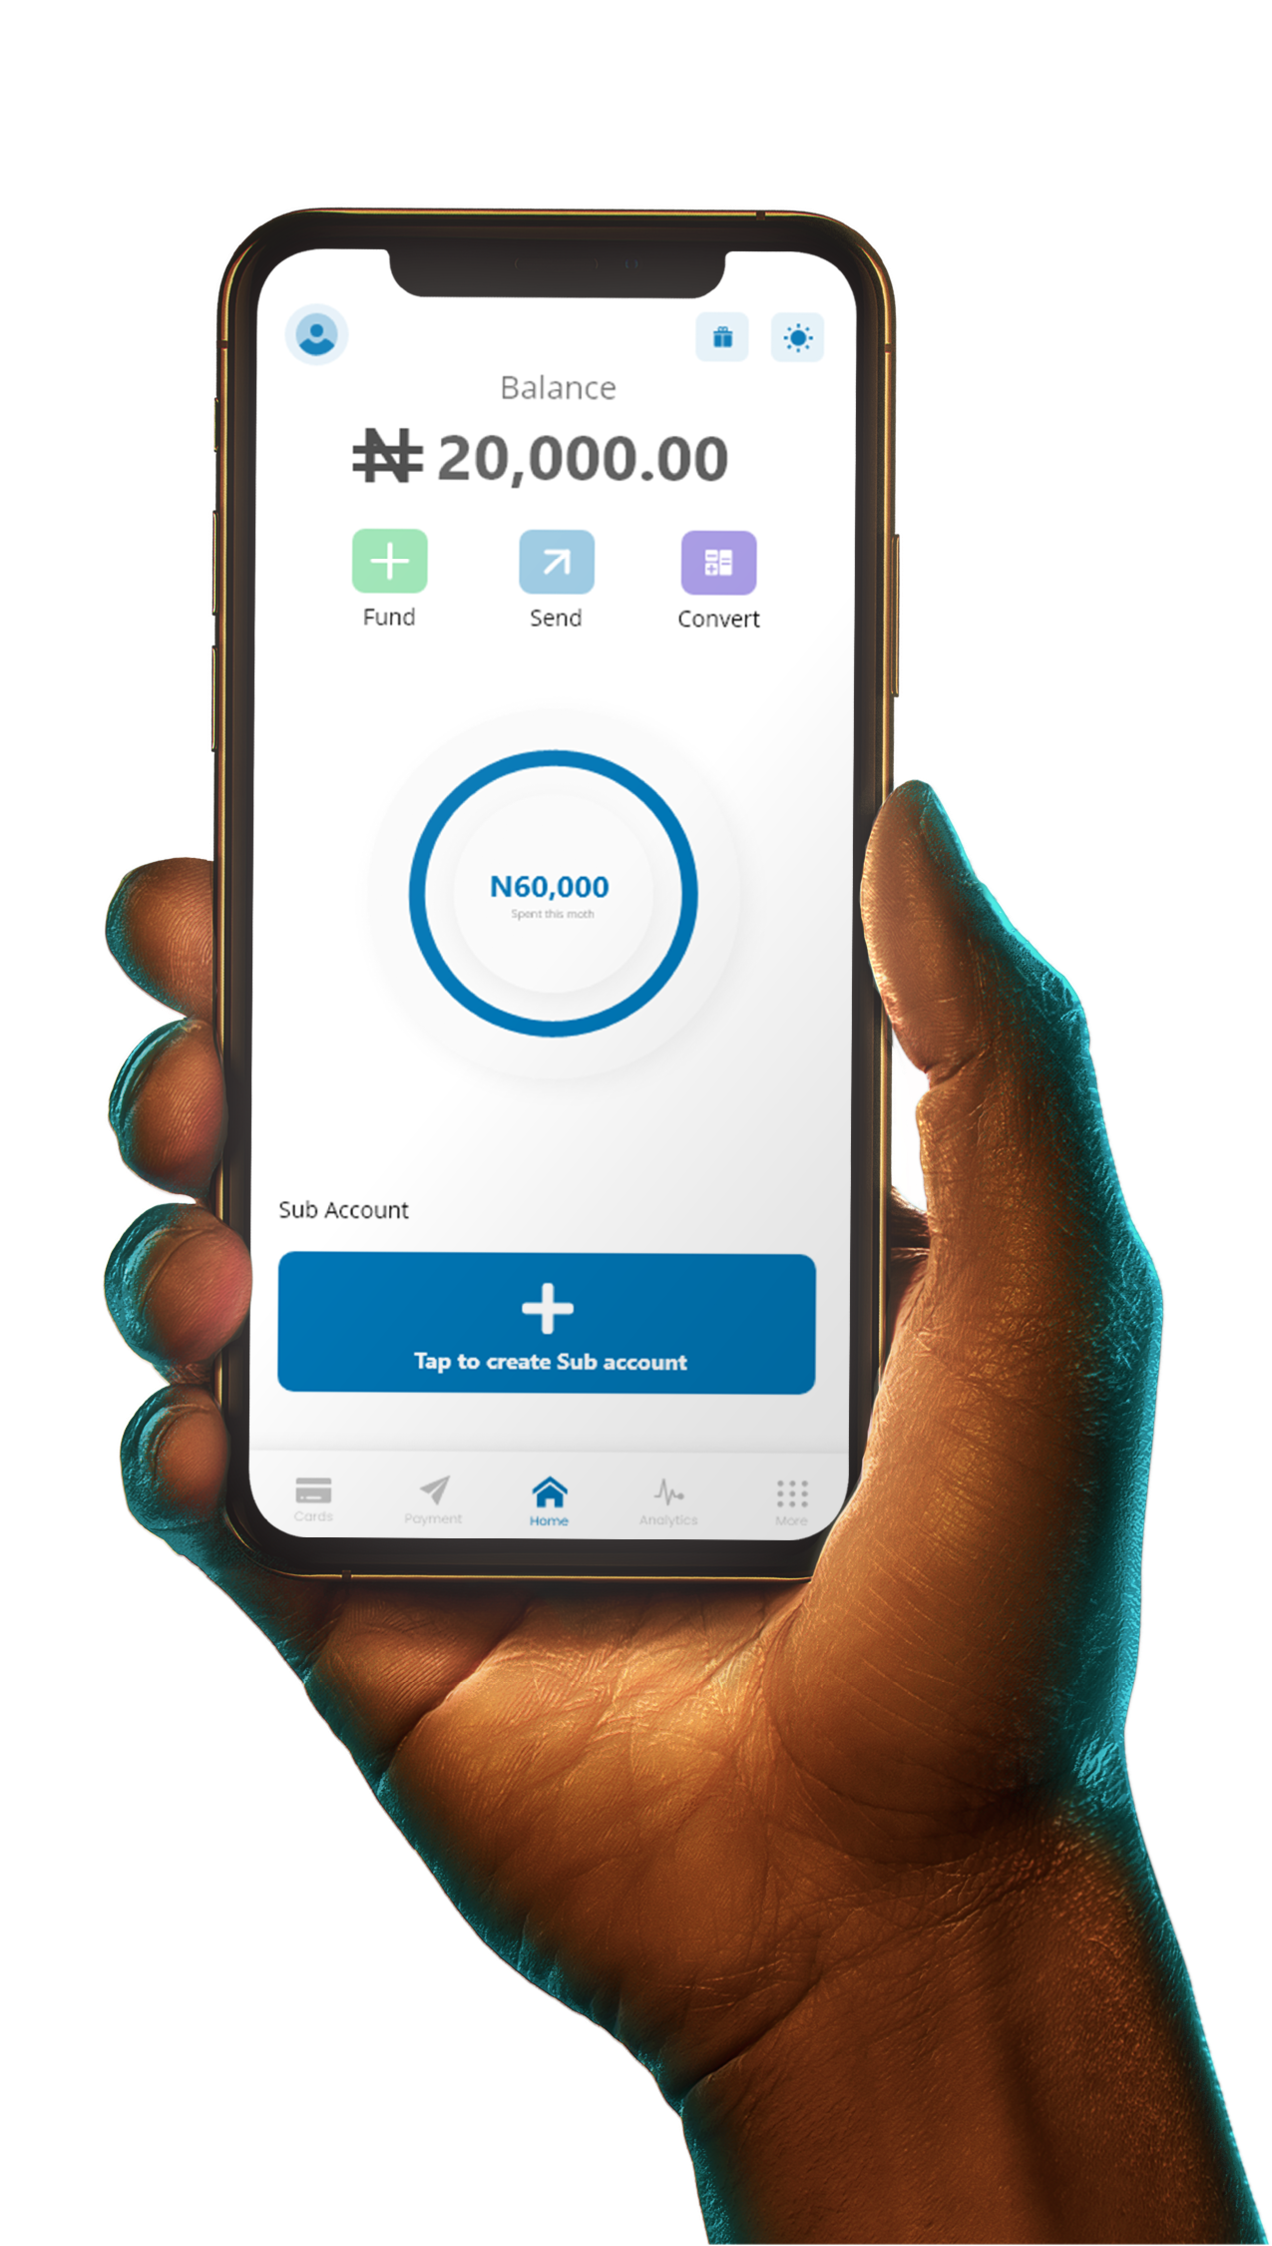 Balance
₦ 20,000.00
Fund Send Convert
N60,000
Spent this moth
Sub Account
Tap to create Sub account
Cards Payment Home Analytics More